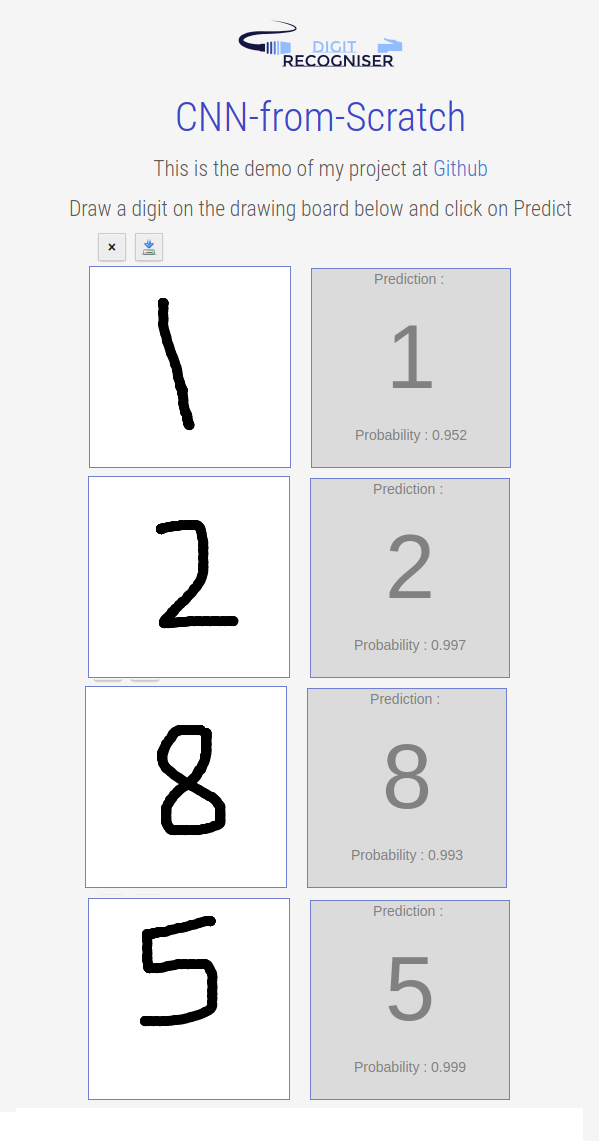 DIGIT
RECOGNISER
CNN-from-Scratch
This is the demo of my project at Github
Draw a digit on the drawing board below and click on Predict
×
1
Prediction :
1
Probability : 0.952
2
Prediction :
2
Probability : 0.997
8
Prediction :
8
Probability : 0.993
5
Prediction :
5
Probability : 0.999